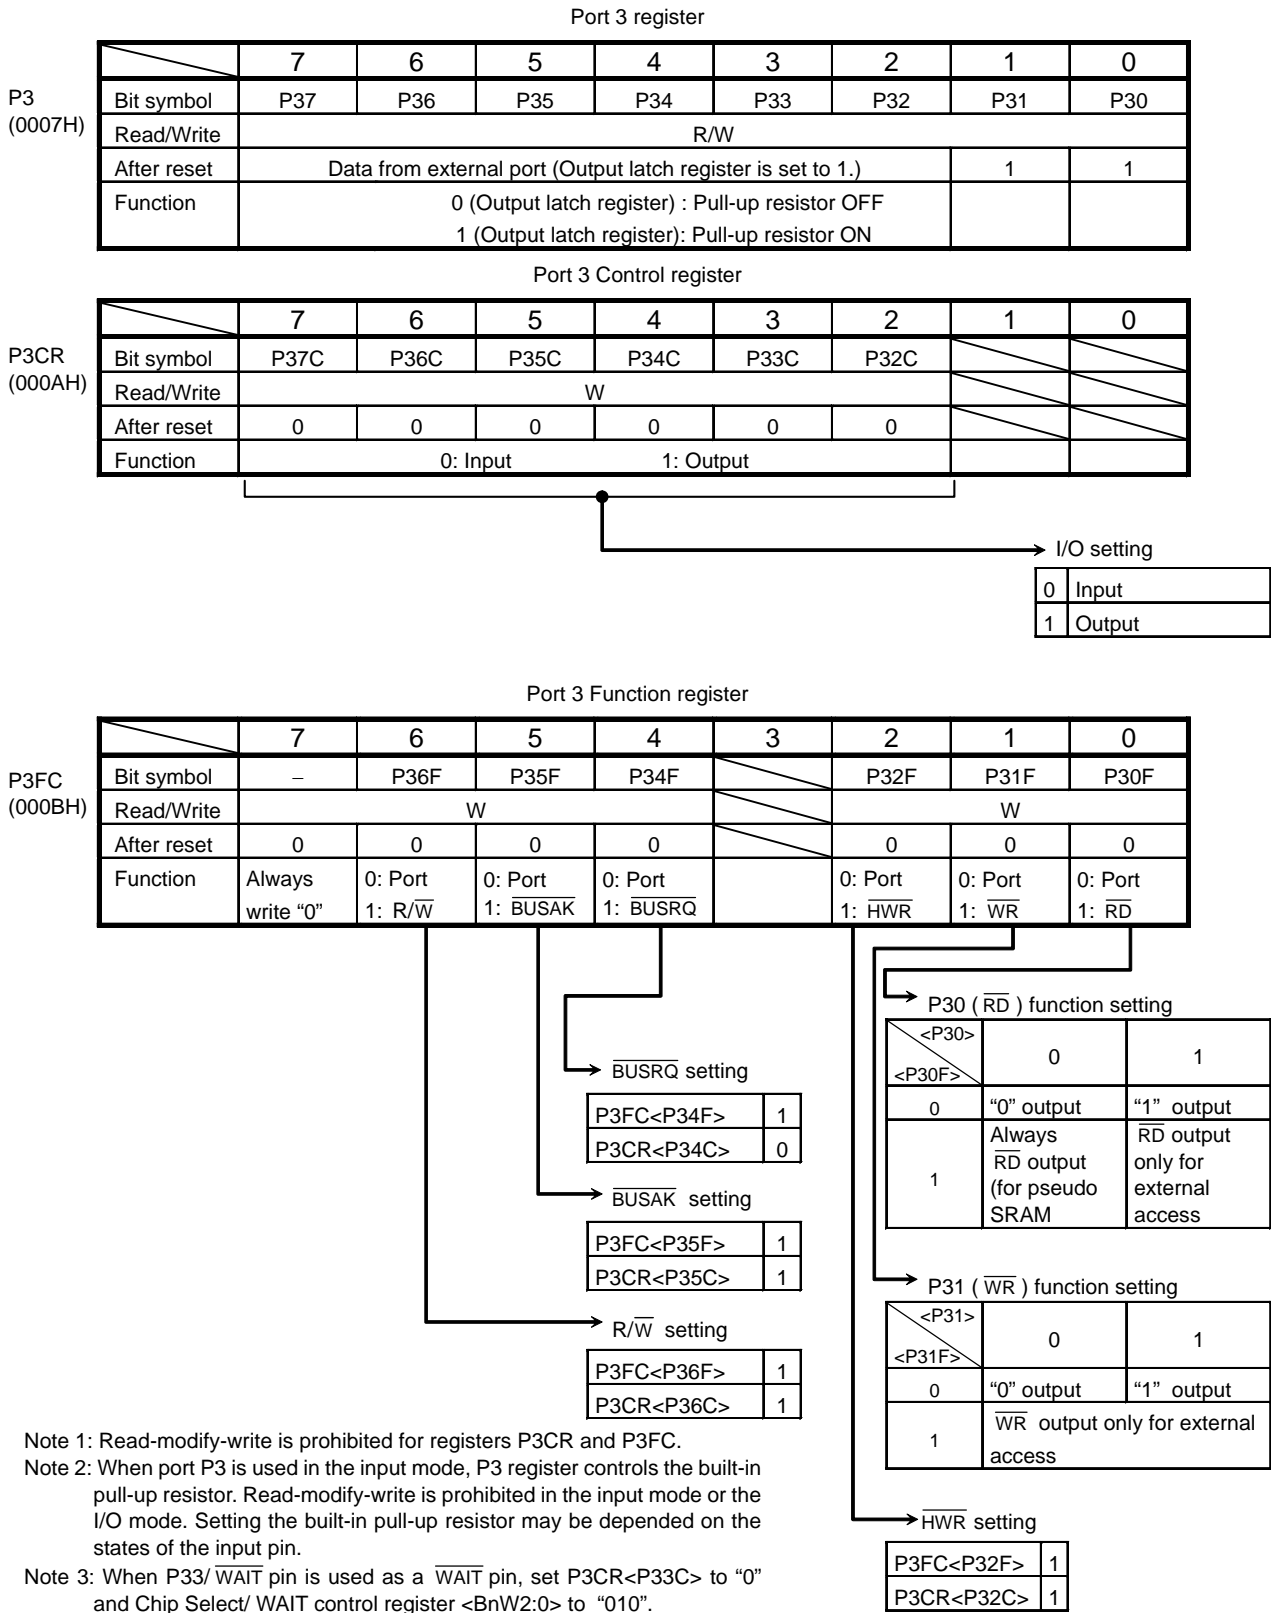 Port 3 register
7 6 5 4 3 2 1 0
P3
(0007H)
Bit symbol P37 P36 P35 P34 P33 P32 P31 P30
Read/Write R/W
After reset Data from external port (Output latch register is set to 1.) 1 1
Function 0 (Output latch register) : Pull-up resistor OFF
1 (Output latch register): Pull-up resistor ON
Port 3 Control register
7 6 5 4 3 2 1 0
P3CR
(000AH)
Bit symbol P37C P36C P35C P34C P33C P32C
Read/Write W
After reset 0 0 0 0 0 0
Function 0: Input 1: Output
I/O setting
0 Input
1 Output
Port 3 Function register
7 6 5 4 3 2 1 0
P3FC
(000BH)
Bit symbol – P36F P35F P34F P32F P31F P30F
Read/Write W W
After reset 0 0 0 0 0 0 0
Function Always 0: Port 0: Port 0: Port 0: Port 0: Port 0: Port
write “0” 1: R/W̅ 1: B̅U̅S̅A̅K̅ 1: B̅U̅S̅R̅Q̅ 1: H̅W̅R̅ 1: W̅R̅ 1: R̅D̅
P30 ( R̅D̅ ) function setting
<P30> 0 1
<P30F>
0 “0” output “1” output
1 Always R̅D̅ output (for pseudo SRAM R̅D̅ output only for external access
B̅U̅S̅R̅Q̅ setting
P3FC<P34F> 1
P3CR<P34C> 0
B̅U̅S̅A̅K̅ setting
P3FC<P35F> 1
P3CR<P35C> 1
R/W̅ setting
P3FC<P36F> 1
P3CR<P36C> 1
P31 ( W̅R̅ ) function setting
<P31> 0 1
<P31F>
0 “0” output “1” output
1 W̅R̅ output only for external
access
H̅W̅R̅ setting
P3FC<P32F> 1
P3CR<P32C> 1
Note 1: Read-modify-write is prohibited for registers P3CR and P3FC.
Note 2: When port P3 is used in the input mode, P3 register controls the built-in
pull-up resistor. Read-modify-write is prohibited in the input mode or the
I/O mode. Setting the built-in pull-up resistor may be depended on the
states of the input pin.
Note 3: When P33/ W̅A̅I̅T̅ pin is used as a W̅A̅I̅T̅ pin, set P3CR<P33C> to “0”
and Chip Select/ WAIT control register <BnW2:0> to “010”.